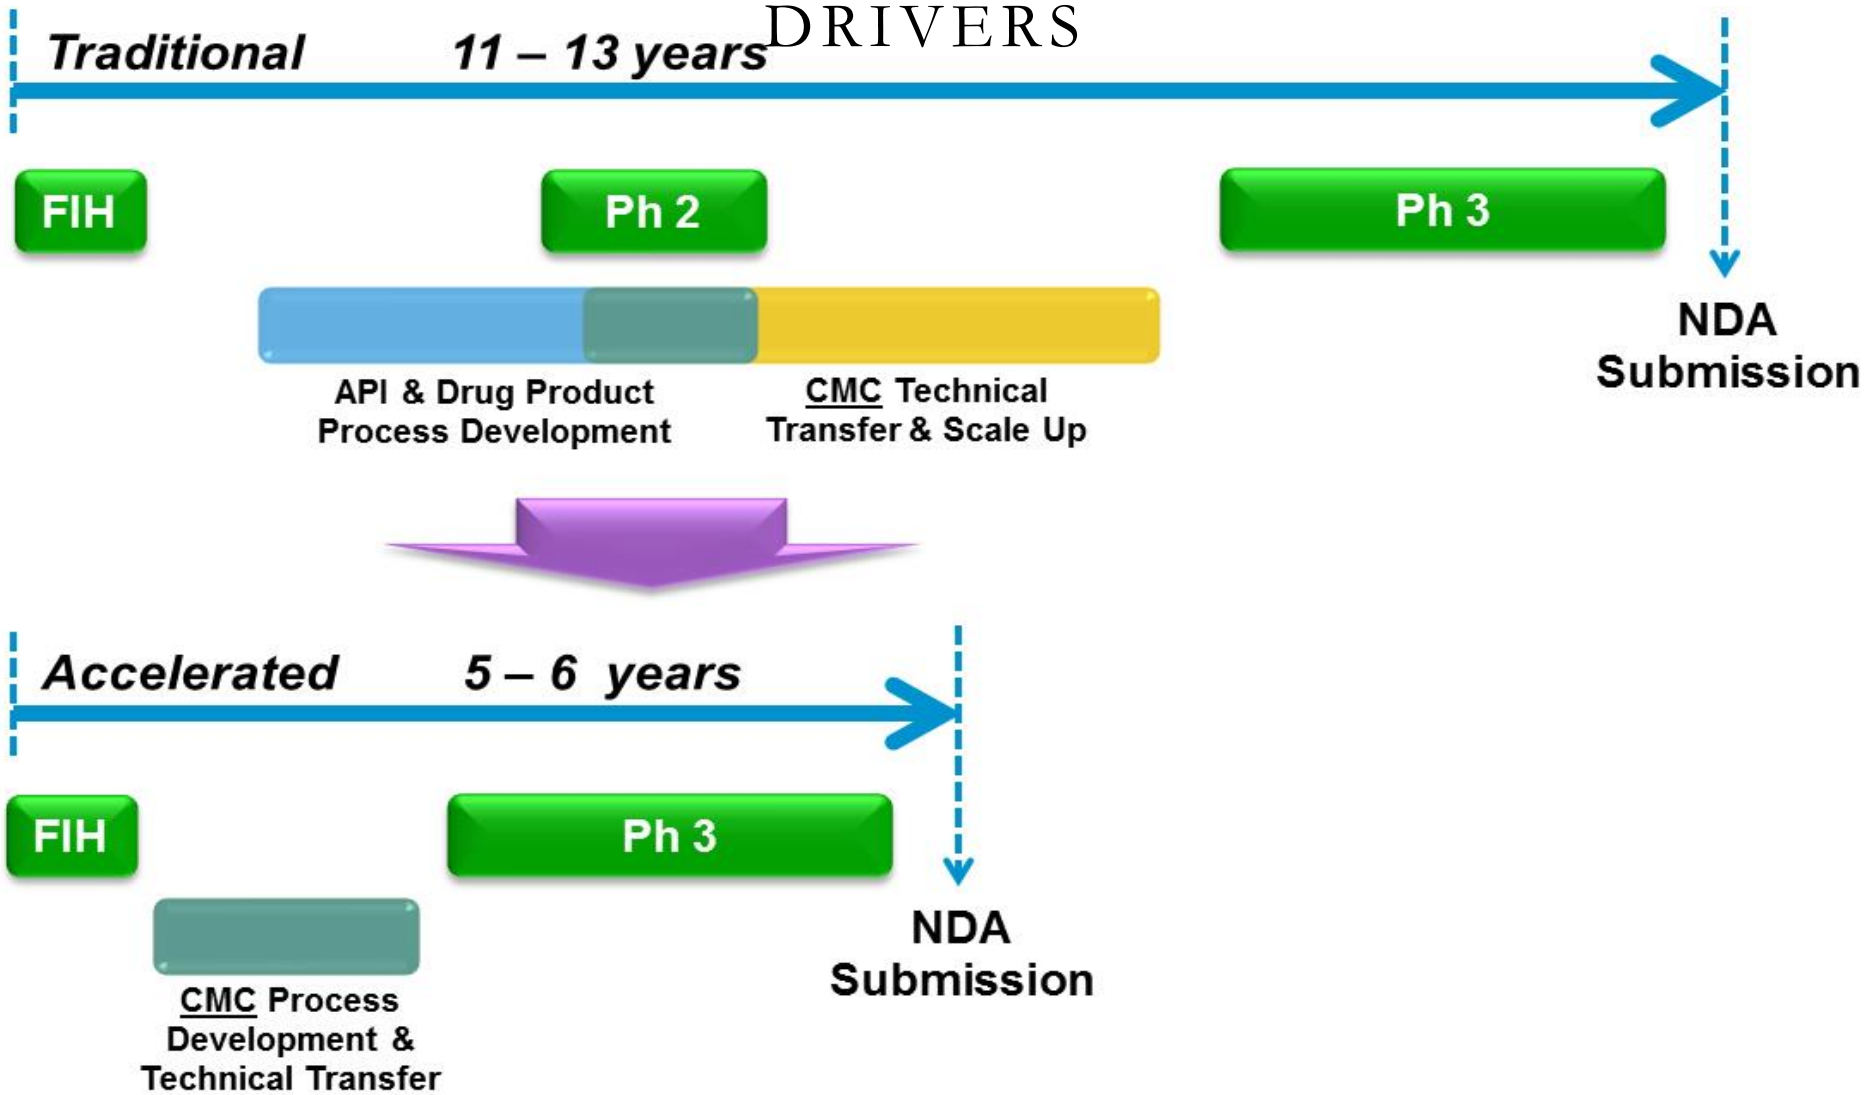 DRIVERS
Traditional 11 – 13 years
FIH
Ph 2
Ph 3
NDA
Submission
API & Drug Product
Process Development
CMC Technical
Transfer & Scale Up
Accelerated 5 – 6 years
FIH
Ph 3
NDA
Submission
CMC Process
Development &
Technical Transfer